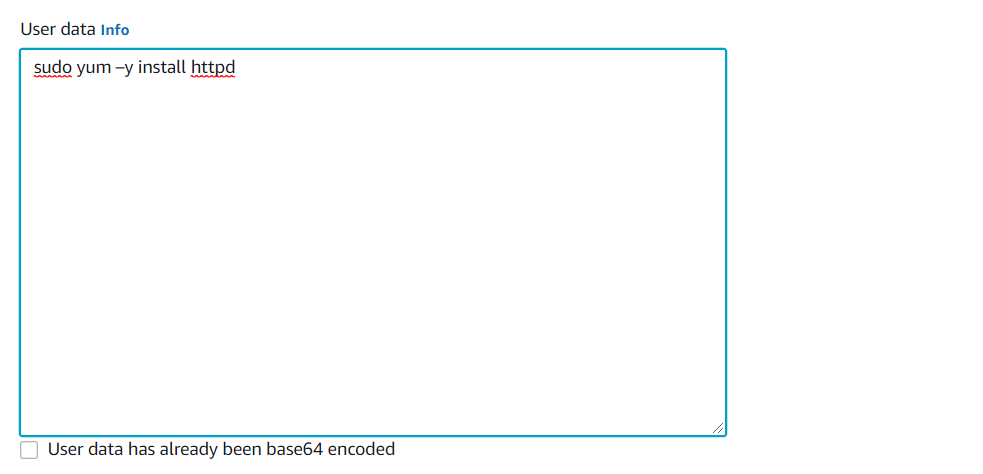 User data Info
sudo yum –y install httpd
User data has already been base64 encoded